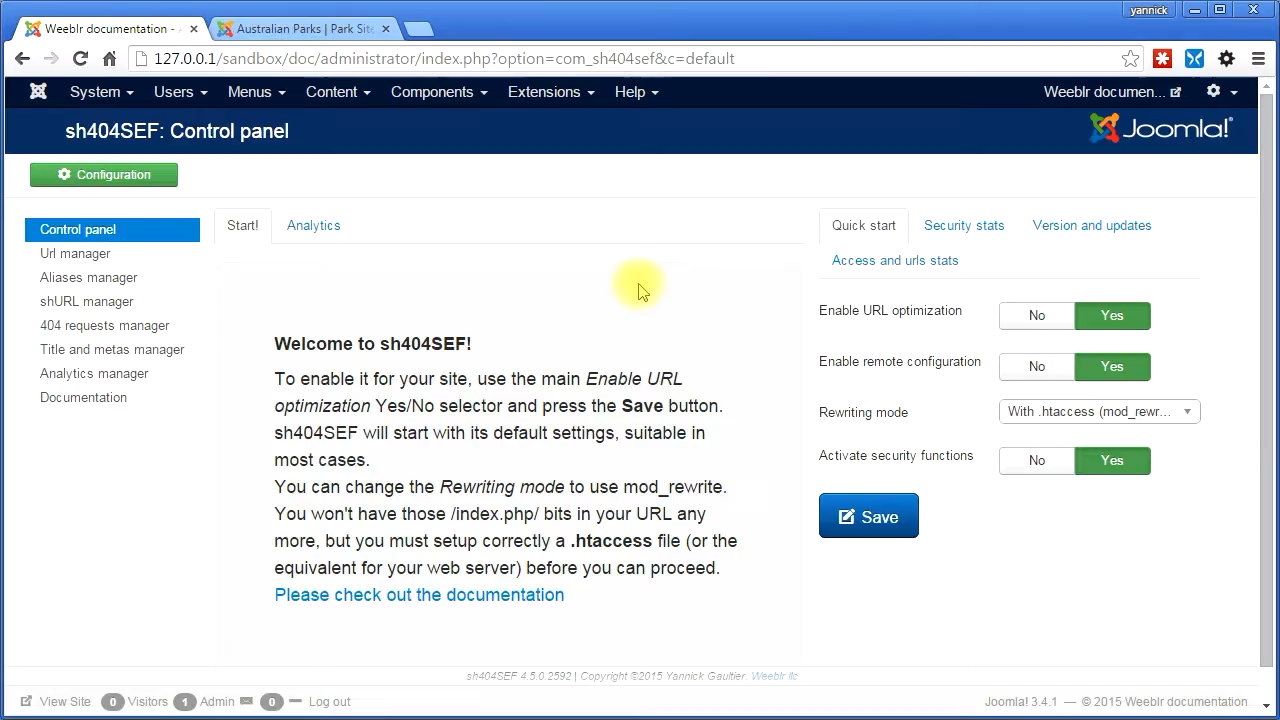 yannick
Weeblr documentation -
Australian Parks | Park Site
127.0.0.1/sandbox/doc/administrator/index.php?option=com_sh404sef&c=default
System Users Menus Content Components Extensions Help Weeblr documen...
sh404SEF: Control panel
Joomla!
Configuration
Control panel
Url manager
Aliases manager
shURL manager
404 requests manager
Title and metas manager
Analytics manager
Documentation
Start! Analytics
Welcome to sh404SEF!
To enable it for your site, use the main Enable URL
optimization Yes/No selector and press the Save button.
sh404SEF will start with its default settings, suitable in
most cases.
You can change the Rewriting mode to use mod_rewrite.
You won't have those /index.php/ bits in your URL any
more, but you must setup correctly a .htaccess file (or the
equivalent for your web server) before you can proceed.
Please check out the documentation
Quick start Security stats Version and updates
Access and urls stats
Enable URL optimization No Yes
Enable remote configuration No Yes
Rewriting mode With .htaccess (mod_rewr...
Activate security functions No Yes
Save
sh404SEF 4.5.0.2592 | Copyright ©2015 Yannick Gaultier. Weeblr llc
View Site 0 Visitors 1 Admin 0 Log out
Joomla! 3.4.1 — © 2015 Weeblr documentation